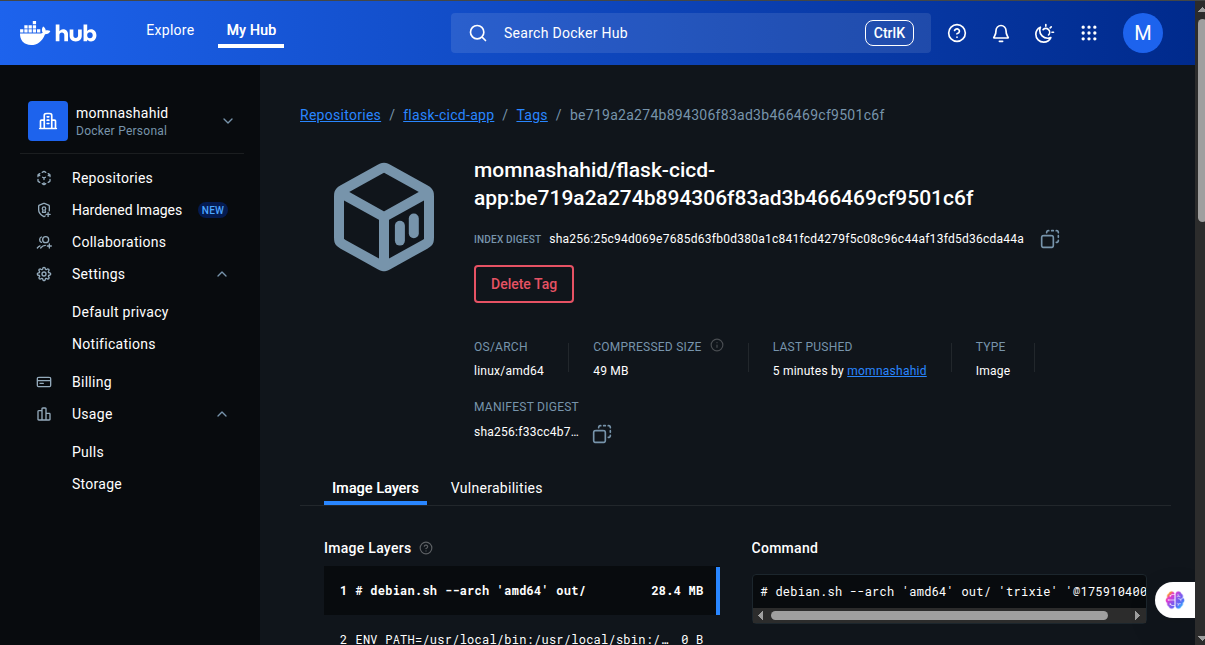 hub
Explore
My Hub
Search Docker Hub
CtrlK
M
momnashahid
Docker Personal
Repositories
Hardened Images NEW
Collaborations
Settings
Default privacy
Notifications
Billing
Usage
Pulls
Storage
Repositories / flask-cicd-app / Tags / be719a2a274b894306f83ad3b466469cf9501c6f
momnashahid/flask-cicd-
app:be719a2a274b894306f83ad3b466469cf9501c6f
INDEX DIGEST sha256:25c94d069e7685d63fb0d380a1c841fcd4279f5c08c96c44af13fd5d36cda44a
Delete Tag
OS/ARCH
linux/amd64
COMPRESSED SIZE
49 MB
LAST PUSHED
5 minutes by momnashahid
TYPE
Image
MANIFEST DIGEST
sha256:f33cc4b7...
Image Layers
Vulnerabilities
Image Layers
1 # debian.sh --arch 'amd64' out/ 28.4 MB
2 ENV PATH=/usr/local/bin:/usr/local/sbin:/... 0 B
Command
# debian.sh --arch 'amd64' out/ 'trixie' '@175910400